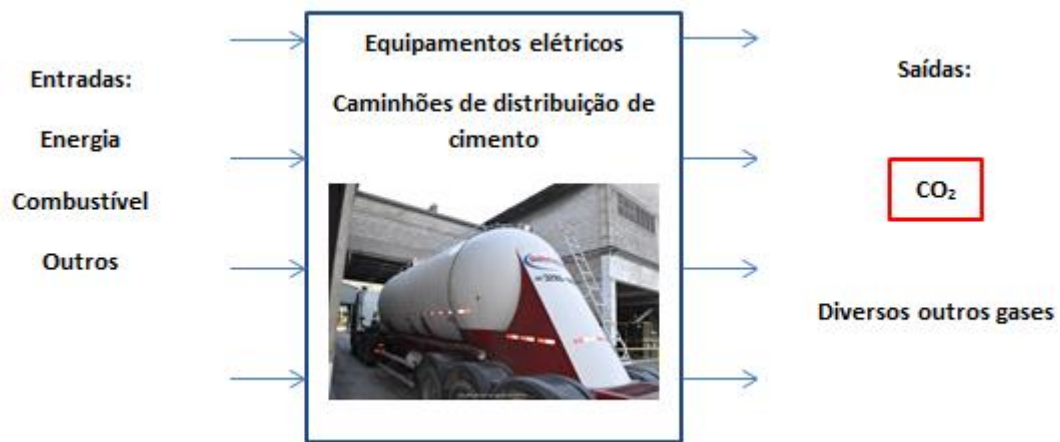 Entradas:
Energia
Combustível
Outros
Equipamentos elétricos
Caminhões de distribuição de
cimento
Saídas:
CO₂
Diversos outros gases